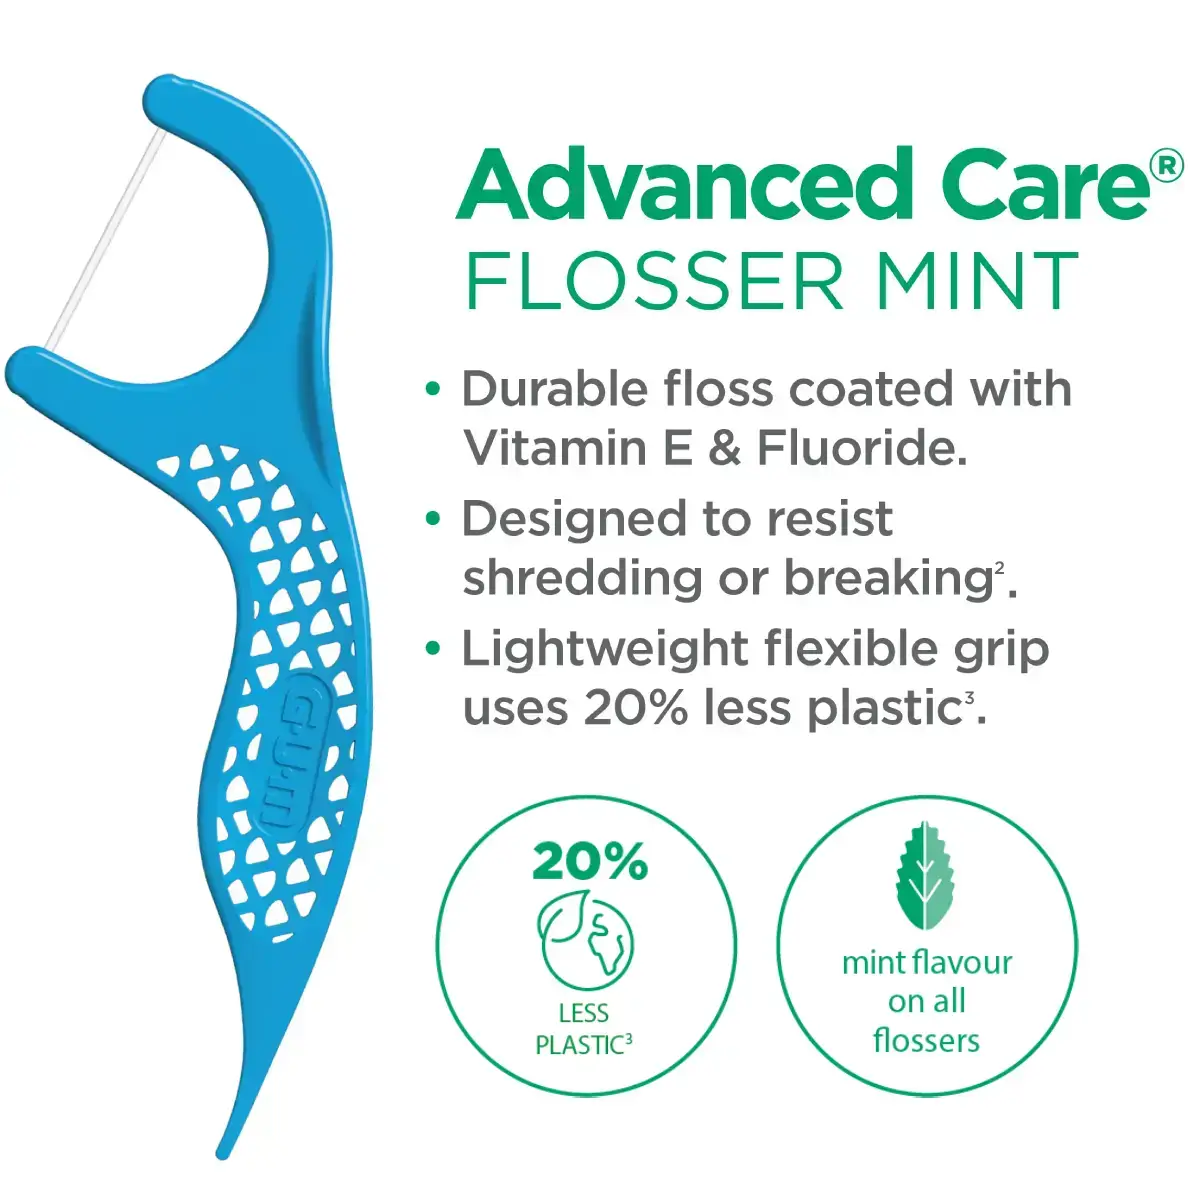 Advanced Care®
FLOSSER MINT
• Durable floss coated with
Vitamin E & Fluoride.
• Designed to resist
shredding or breaking².
• Lightweight flexible grip
uses 20% less plastic³.
G·U·M
20%
LESS
PLASTIC³
mint flavour
on all
flossers